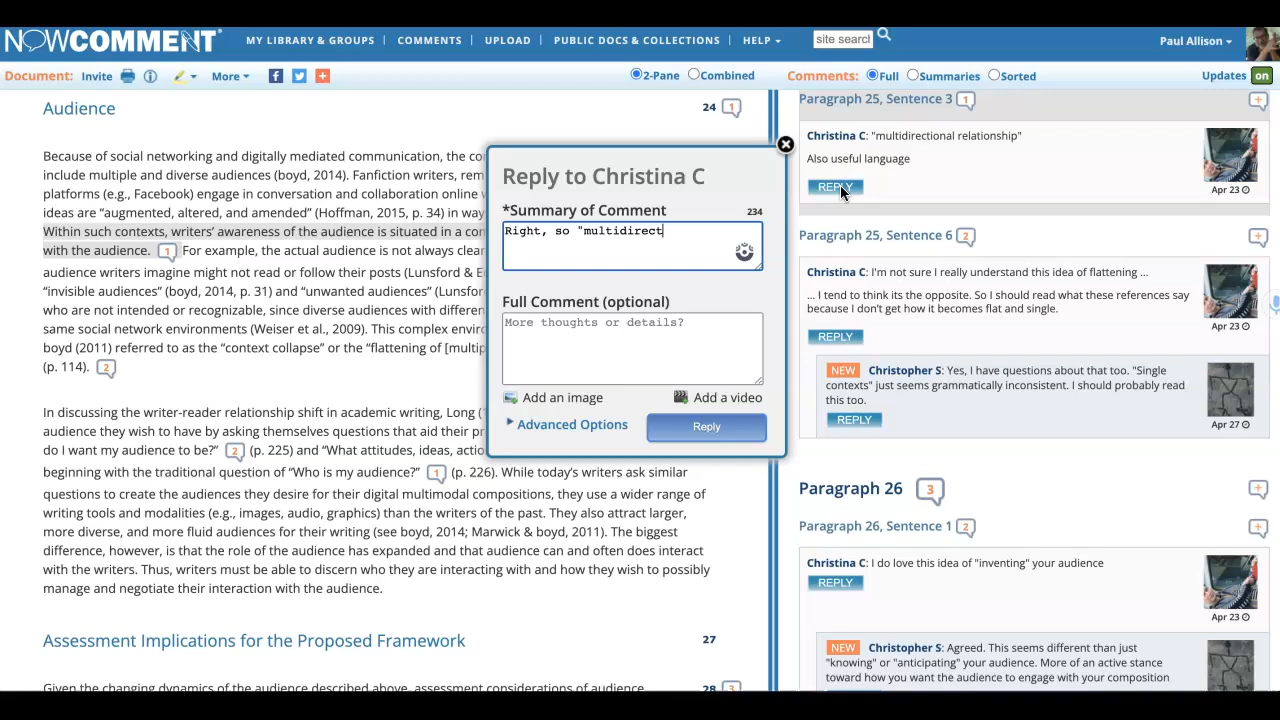 NOWCOMMENT
MY LIBRARY & GROUPS | COMMENTS | UPLOAD | PUBLIC DOCS & COLLECTIONS | HELP
site search
Paul Allison
Document: Invite More
2-Pane Combined
Comments: Full Summaries Sorted
Updates on
Audience 24 1
Because of social networking and digitally mediated communication, the
include multiple and diverse audiences (boyd, 2014). Fanfiction writers,
platforms (e.g., Facebook) engage in conversation and collaboration online
ideas are “augmented, altered, and amended” (Hoffman, 2015, p. 34) in
Within such contexts, writers’ awareness of the audience is situated in a
with the audience. 1 For example, the actual audience is not always
audience writers imagine might not read or follow their posts (Lunsford &
“invisible audiences” (boyd, 2014, p. 31) and “unwanted audiences”
who are not intended or recognizable, since diverse audiences with
same social network environments (Weiser et al., 2009). This complex
boyd (2011) referred to as the “context collapse” or the “flattening of
(p. 114). 2
In discussing the writer-reader relationship shift in academic writing, Long
audience they wish to have by asking themselves questions that aid their
do I want my audience to be?” 2 (p. 225) and “What attitudes, ideas,
beginning with the traditional question of “Who is my audience?” 1 (p. 226). While today’s writers ask similar
questions to create the audiences they desire for their digital multimodal compositions, they use a wider range of
writing tools and modalities (e.g., images, audio, graphics) than the writers of the past. They also attract larger,
more diverse, and more fluid audiences for their writing (see boyd, 2014; Marwick & boyd, 2011). The biggest
difference, however, is that the role of the audience has expanded and that audience can and often does interact
with the writers. Thus, writers must be able to discern who they are interacting with and how they wish to possibly
manage and negotiate their interaction with the audience.
Assessment Implications for the Proposed Framework 27
Given the changing dynamics of the audience described above, assessment considerations of audience 28 3
Reply to Christina C
*Summary of Comment 234
Right, so "multidirect
Full Comment (optional)
More thoughts or details?
Add an image Add a video
Advanced Options Reply
Paragraph 25, Sentence 3 1
Christina C: "multidirectional relationship"
Also useful language
REPLY
Apr 23
Paragraph 25, Sentence 6 2
Christina C: I'm not sure I really understand this idea of flattening ...
... I tend to think its the opposite. So I should read what these references say
because I don't get how it becomes flat and single.
Apr 23
REPLY
NEW Christopher S: Yes, I have questions about that too. "Single
contexts" just seems grammatically inconsistent. I should probably read
this too.
REPLY
Apr 27
Paragraph 26 3
Paragraph 26, Sentence 1 2
Christina C: I do love this idea of "inventing" your audience
REPLY
Apr 23
NEW Christopher S: Agreed. This seems different than just
"knowing" or "anticipating" your audience. More of an active stance
toward how you want the audience to engage with your composition